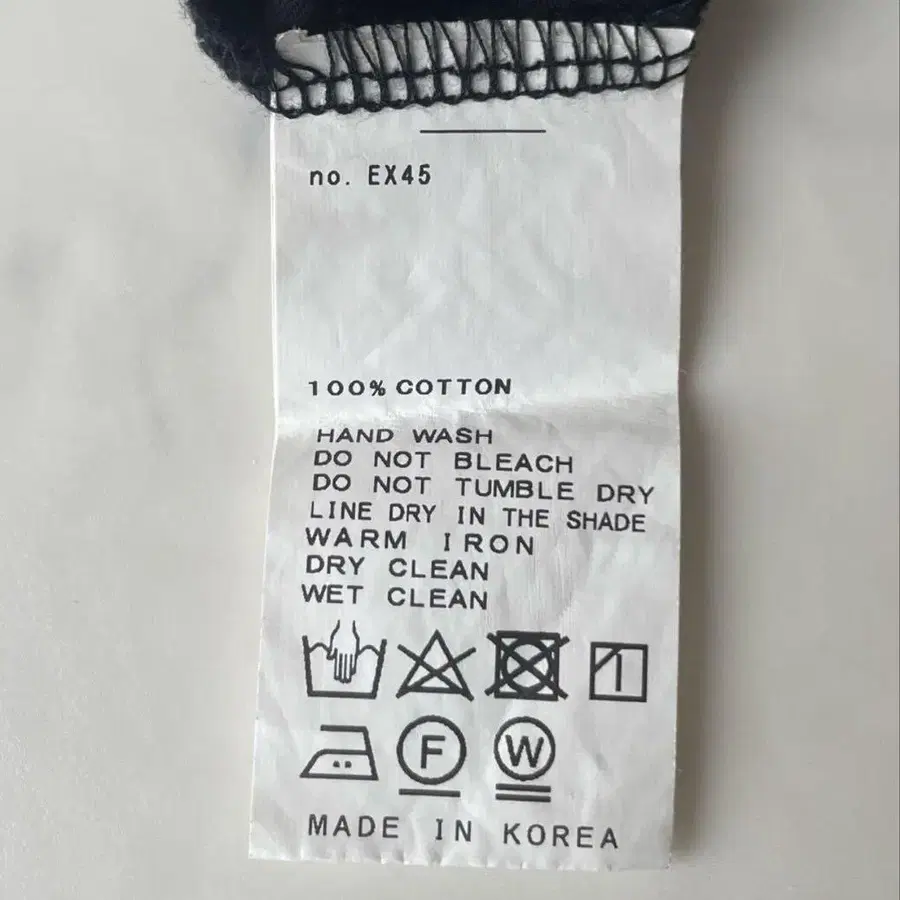 no. EX45
100% COTTON
HAND WASH
DO NOT BLEACH
DO NOT TUMBLE DRY
LINE DRY IN THE SHADE
WARM IRON
DRY CLEAN
WET CLEAN
F W
MADE IN KOREA